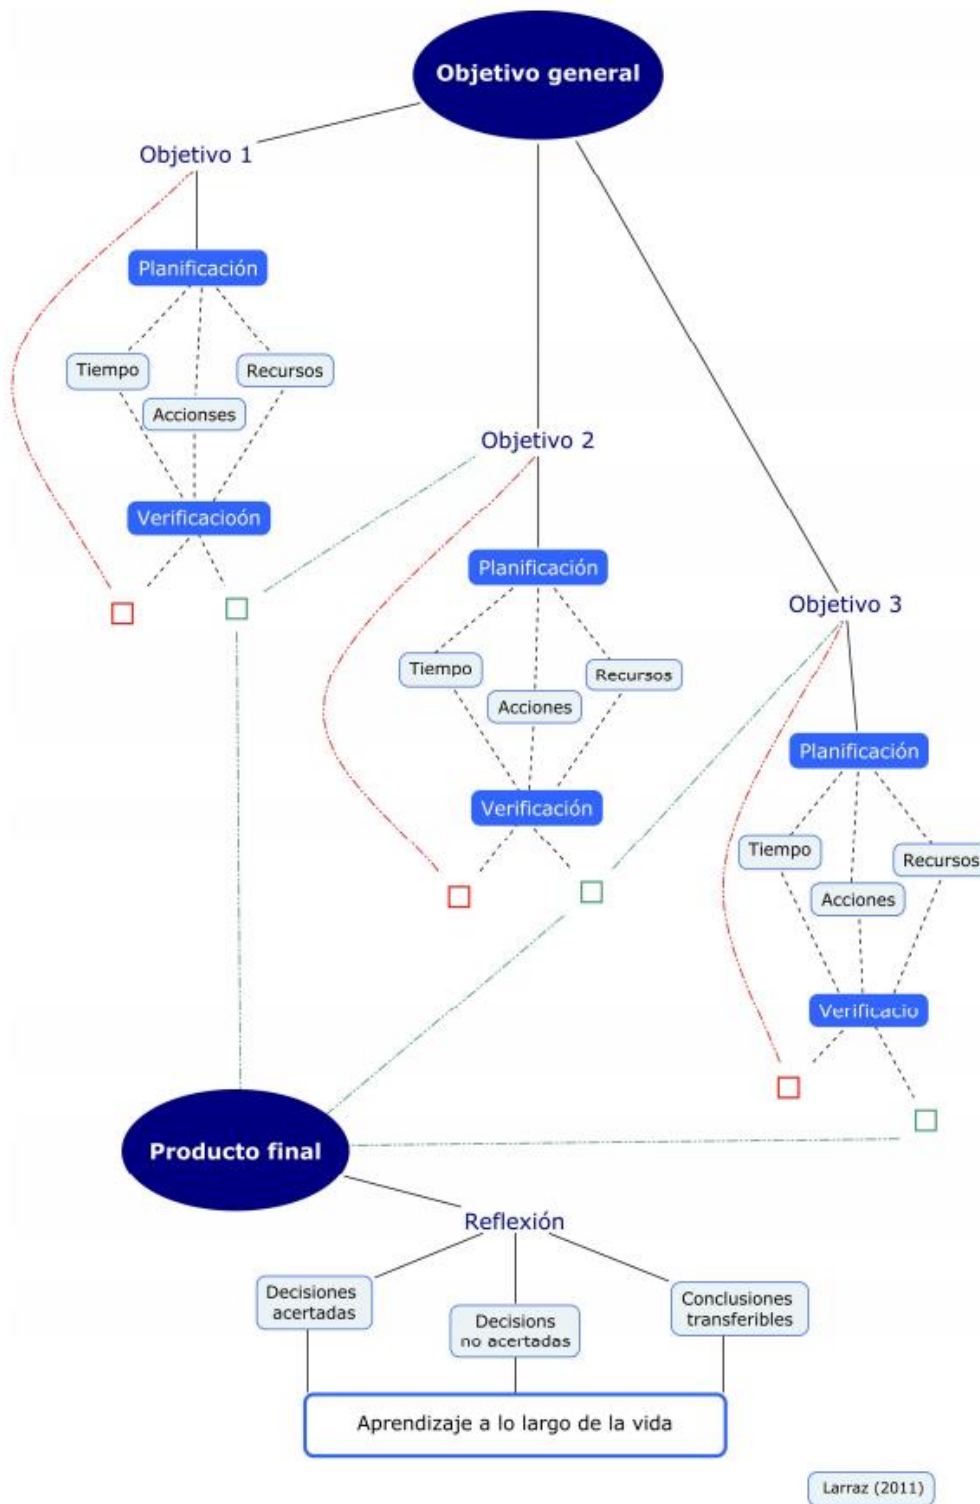 Objetivo general
Objetivo 1
Planificación
Tiempo
Recursos
Accionses
Verificacioón
Objetivo 2
Planificación
Tiempo
Recursos
Acciones
Verificación
Objetivo 3
Planificación
Tiempo
Recursos
Acciones
Verificacio
Producto final
Reflexión
Decisiones
acertadas
Decisions
no acertadas
Conclusiones
transferibles
Aprendizaje a lo largo de la vida
Larraz (2011)